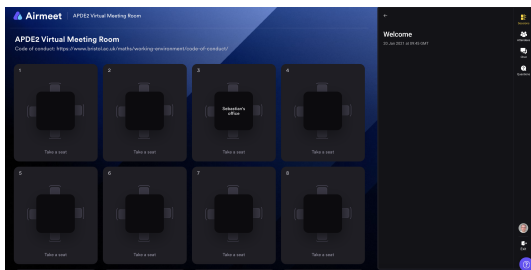 Airmeet
APDE2 Virtual Meeting Room
APDE2 Virtual Meeting Room
Code of conduct: https://www.bristol.ac.uk/maths/working-environment/code-of-conduct/
1
2
3
4
Sebastian's
office
Take a seat
Take a seat
Take a seat
Take a seat
5
6
7
8
Take a seat
Take a seat
Take a seat
Take a seat
Welcome
Exit